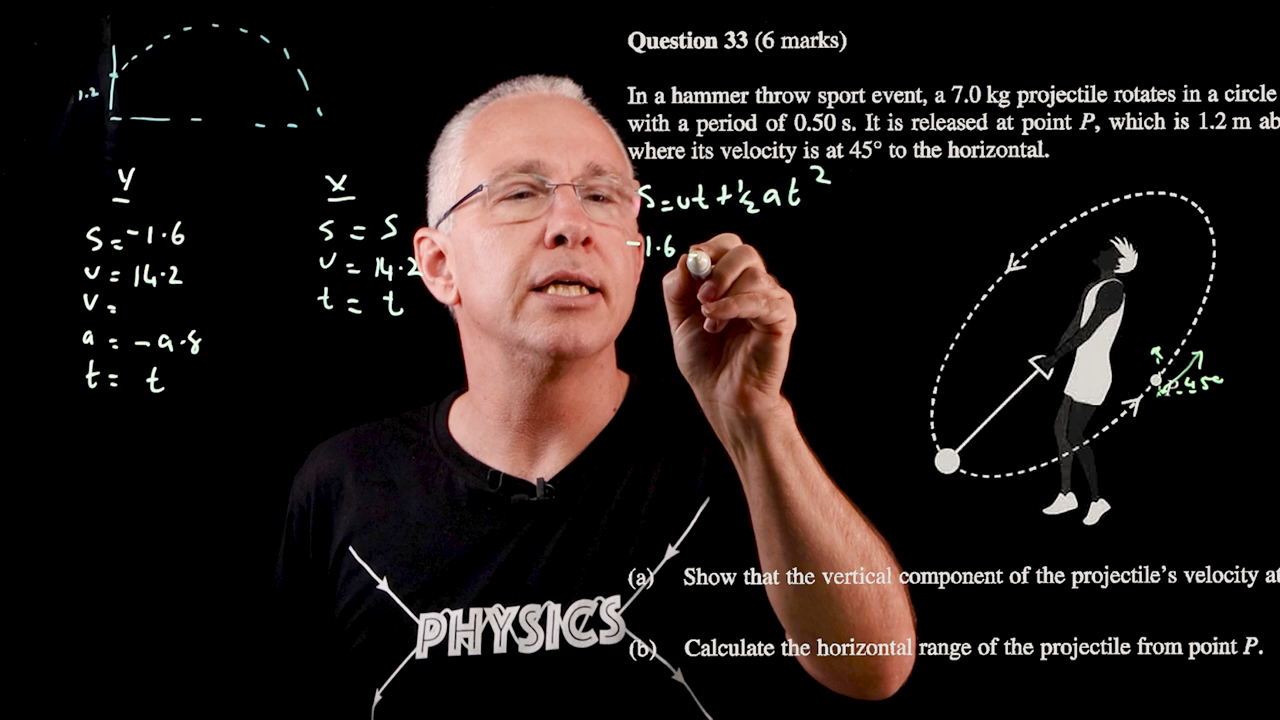 1.2
Y
S=-1.6
u=14.2
v=
a=-9.8
t= t
X
S = S
v = 14.2
t = t
Question 33 (6 marks)
In a hammer throw sport event, a 7.0 kg projectile rotates in a circle
with a period of 0.50 s. It is released at point P, which is 1.2 m ab
where its velocity is at 45° to the horizontal.
S=ut+½at²
-1.6
45°
(a) Show that the vertical component of the projectile's velocity at
(b) Calculate the horizontal range of the projectile from point P.
PHYSICS